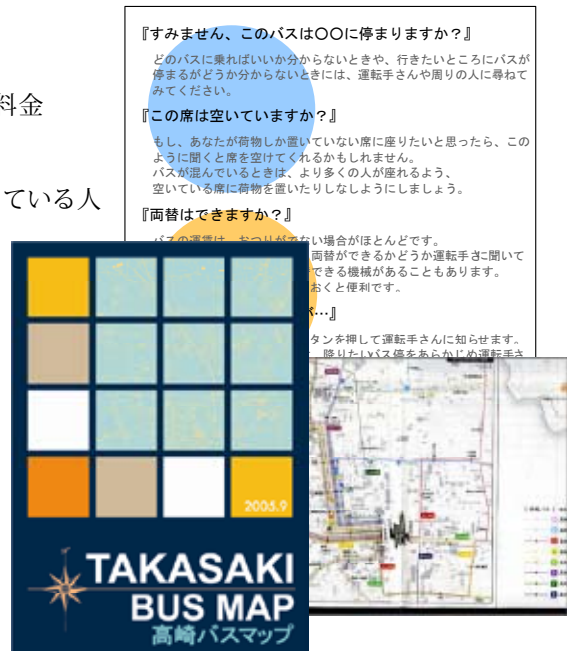 『すみません、このバスは〇〇に停まりますか？』
どのバスに乗ればいいか分からないときや、行きたいところにバスが
停まるがどうか分からないときには、運転手さんや周りの人に尋ねて
みてください。
料金
『この席は空いていますか？』
もし、あなたが荷物しか置いていない席に座りたいと思ったら、この
ように聞くと席を空けてくれるかもしれません。
バスが混んでいるときは、より多くの人が座れるよう、
空いている席に荷物を置いたりしなしようにしましょう。
ている人
『両替はできますか？』
バスの運賃は、おつりがでない場合がほとんどです。
両替ができるかどうか運転手さに聞いて
できる機械があることもあります。
おくと便利です。
が…』
タンを押して運転手さんに知らせます。
降りたいバス停をあらかじめ運転手さ
2005.9
TAKASAKI
BUS MAP
高崎バスマップ